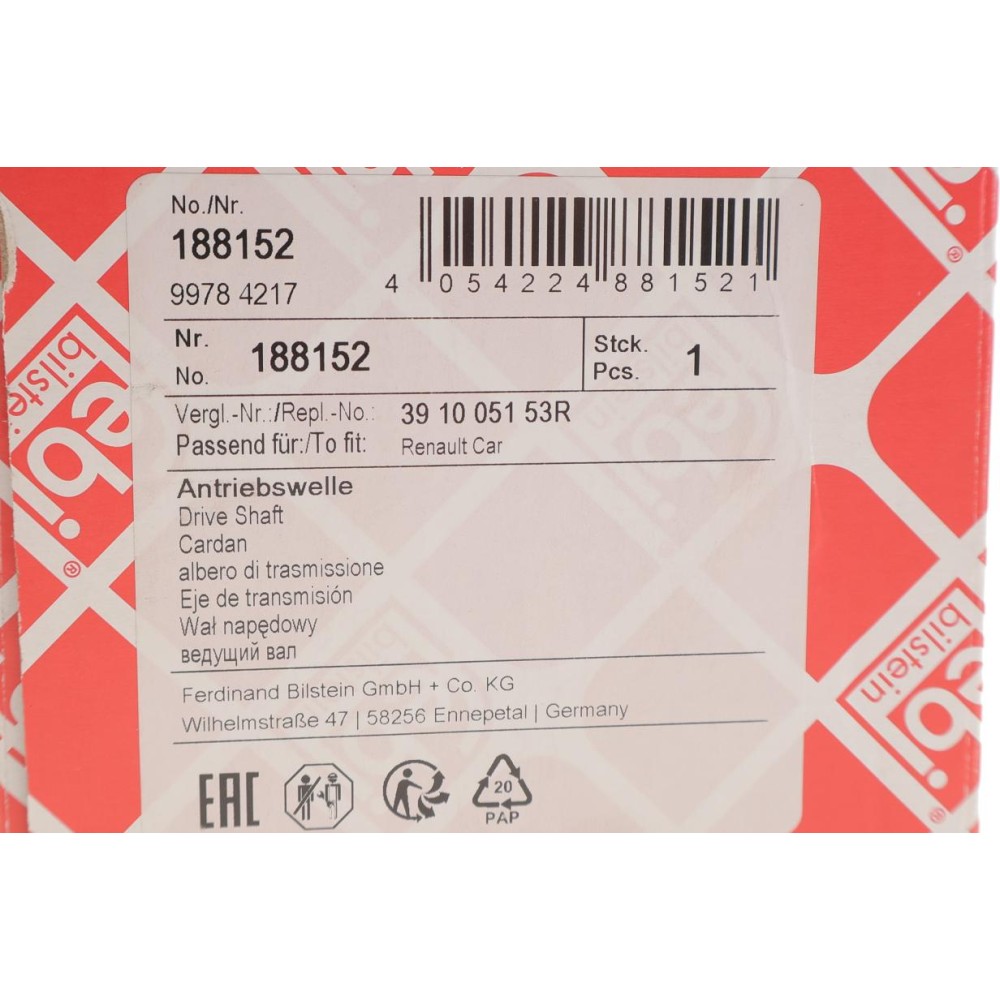 No./Nr.
188152
9978 4217
4 054224 881521
Nr.
No.
188152
Stck.
Pcs.
1
Vergl.-Nr.:/Repl.-No.: 39 10 051 53R
Passend für:/To fit: Renault Car
Antriebswelle
Drive Shaft
Cardan
albero di trasmissione
Eje de transmisión
Wał napędowy
ведущий вал
Ferdinand Bilstein GmbH + Co. KG
Wilhelmstraße 47 | 58256 Ennepetal | Germany
EAC
20
PAP
febi
bilstein
®
febi
bilstein
®
febi
®